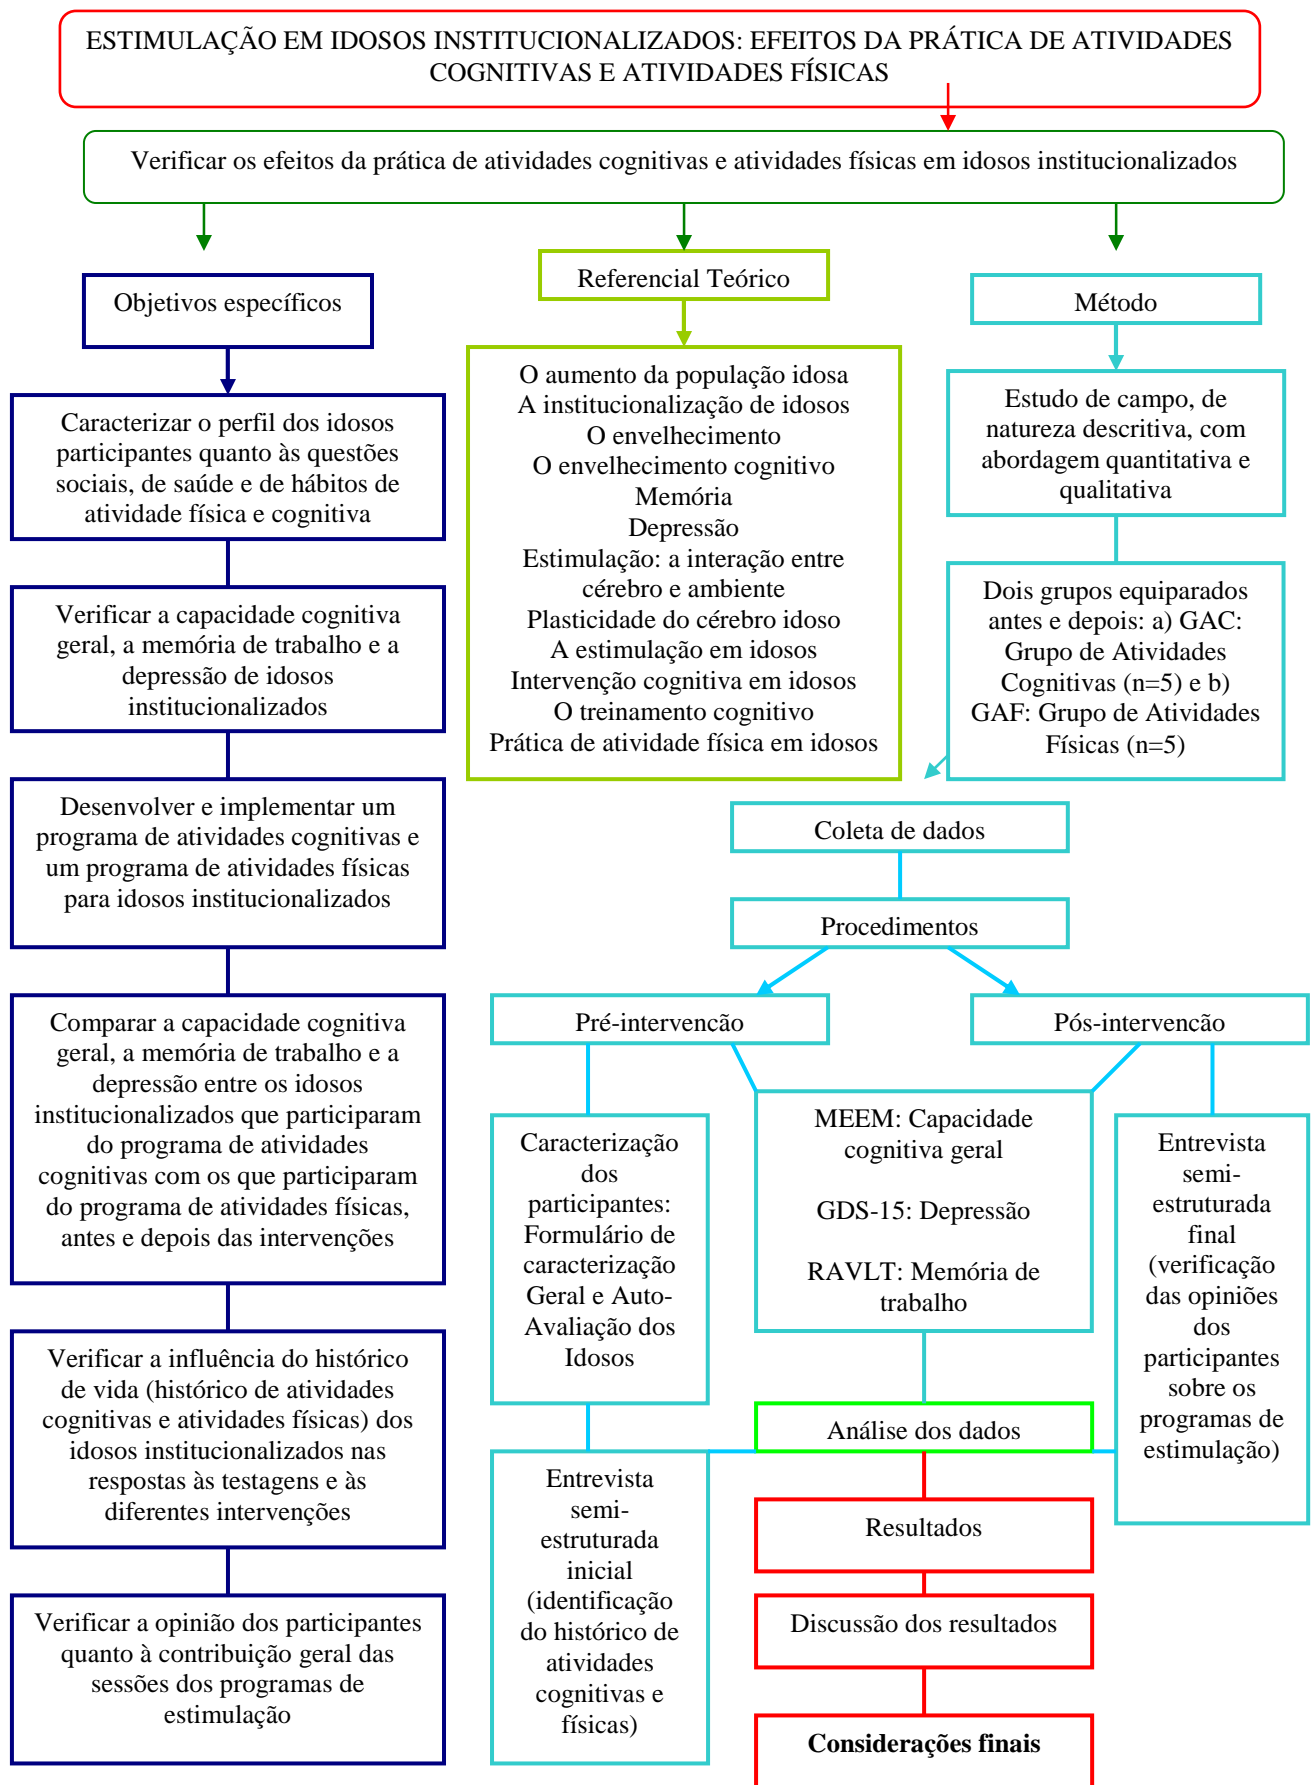 ESTIMULAÇÃO EM IDOSOS INSTITUCIONALIZADOS: EFEITOS DA PRÁTICA DE ATIVIDADES
COGNITIVAS E ATIVIDADES FÍSICAS
Verificar os efeitos da prática de atividades cognitivas e atividades físicas em idosos institucionalizados
Objetivos específicos
Caracterizar o perfil dos idosos
participantes quanto às questões
sociais, de saúde e de hábitos de
atividade física e cognitiva
Verificar a capacidade cognitiva
geral, a memória de trabalho e a
depressão de idosos
institucionalizados
Desenvolver e implementar um
programa de atividades cognitivas e
um programa de atividades físicas
para idosos institucionalizados
Comparar a capacidade cognitiva
geral, a memória de trabalho e a
depressão entre os idosos
institucionalizados que participaram
do programa de atividades
cognitivas com os que participaram
do programa de atividades físicas,
antes e depois das intervenções
Verificar a influência do histórico
de vida (histórico de atividades
cognitivas e atividades físicas) dos
idosos institucionalizados nas
respostas às testagens e às
diferentes intervenções
Verificar a opinião dos participantes
quanto à contribuição geral das
sessões dos programas de
estimulação
Referencial Teórico
O aumento da população idosa
A institucionalização de idosos
O envelhecimento
O envelhecimento cognitivo
Memória
Depressão
Estimulação: a interação entre
cérebro e ambiente
Plasticidade do cérebro idoso
A estimulação em idosos
Intervenção cognitiva em idosos
O treinamento cognitivo
Prática de atividade física em idosos
Método
Estudo de campo, de
natureza descritiva, com
abordagem quantitativa e
qualitativa
Dois grupos equiparados
antes e depois: a) GAC:
Grupo de Atividades
Cognitivas (n=5) e b)
GAF: Grupo de Atividades
Físicas (n=5)
Coleta de dados
Procedimentos
Pré-intervencão
Pós-intervencão
Caracterização
dos
participantes:
Formulário de
caracterização
Geral e Auto-
Avaliação dos
Idosos
Entrevista
semi-
estruturada
inicial
(identificação
do histórico de
atividades
cognitivas e
físicas)
MEEM: Capacidade
cognitiva geral
GDS-15: Depressão
RAVLT: Memória de
trabalho
Entrevista
semi-
estruturada
final
(verificação
das opiniões
dos
participantes
sobre os
programas de
estimulação)
Análise dos dados
Resultados
Discussão dos resultados
Considerações finais